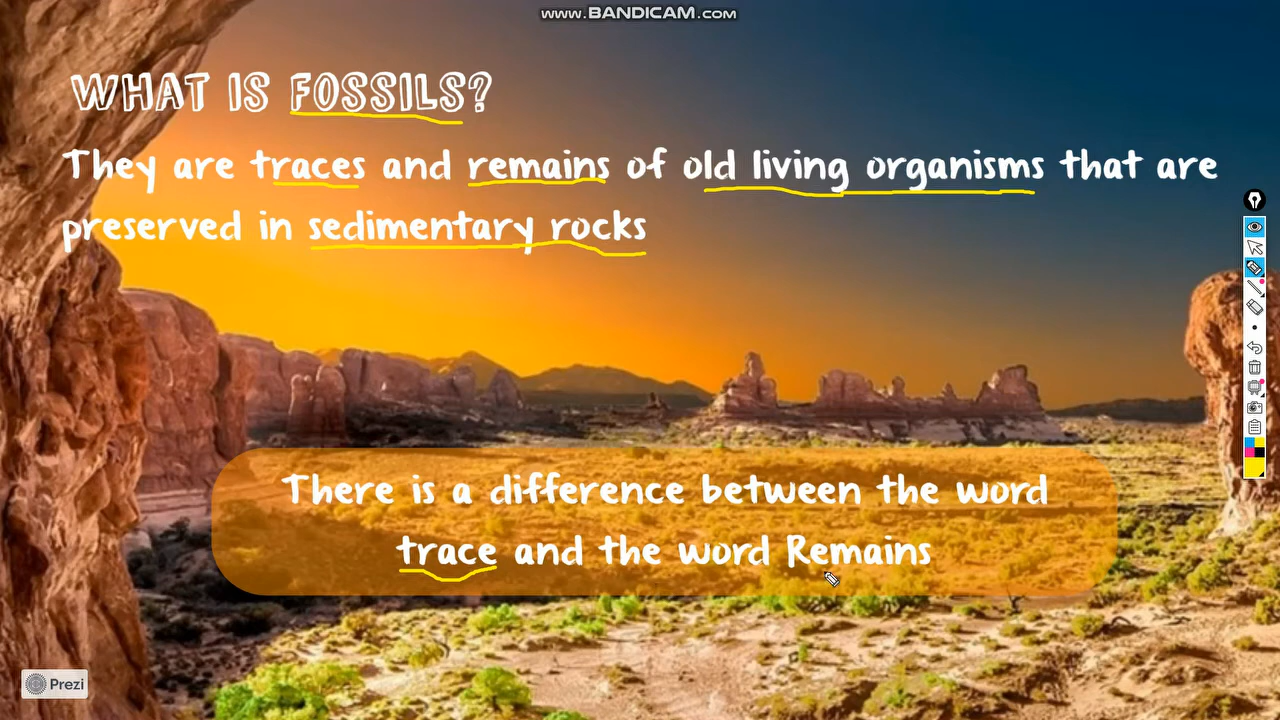 www.BANDICAM.com
WHAT IS FOSSILS?
They are traces and remains of old living organisms that are
preserved in sedimentary rocks
There is a difference between the word
trace and the word Remains
Prezi